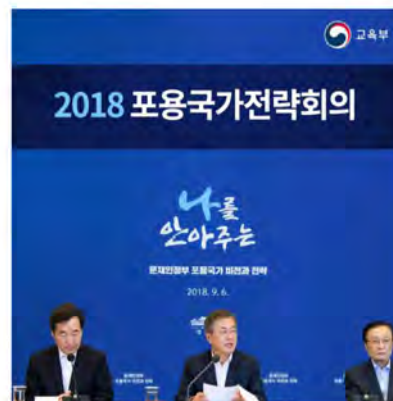 교육부
2018 포용국가전략회의
나를
안아주는
문재인정부 포용국가 비전과 전략
2018. 9. 6.